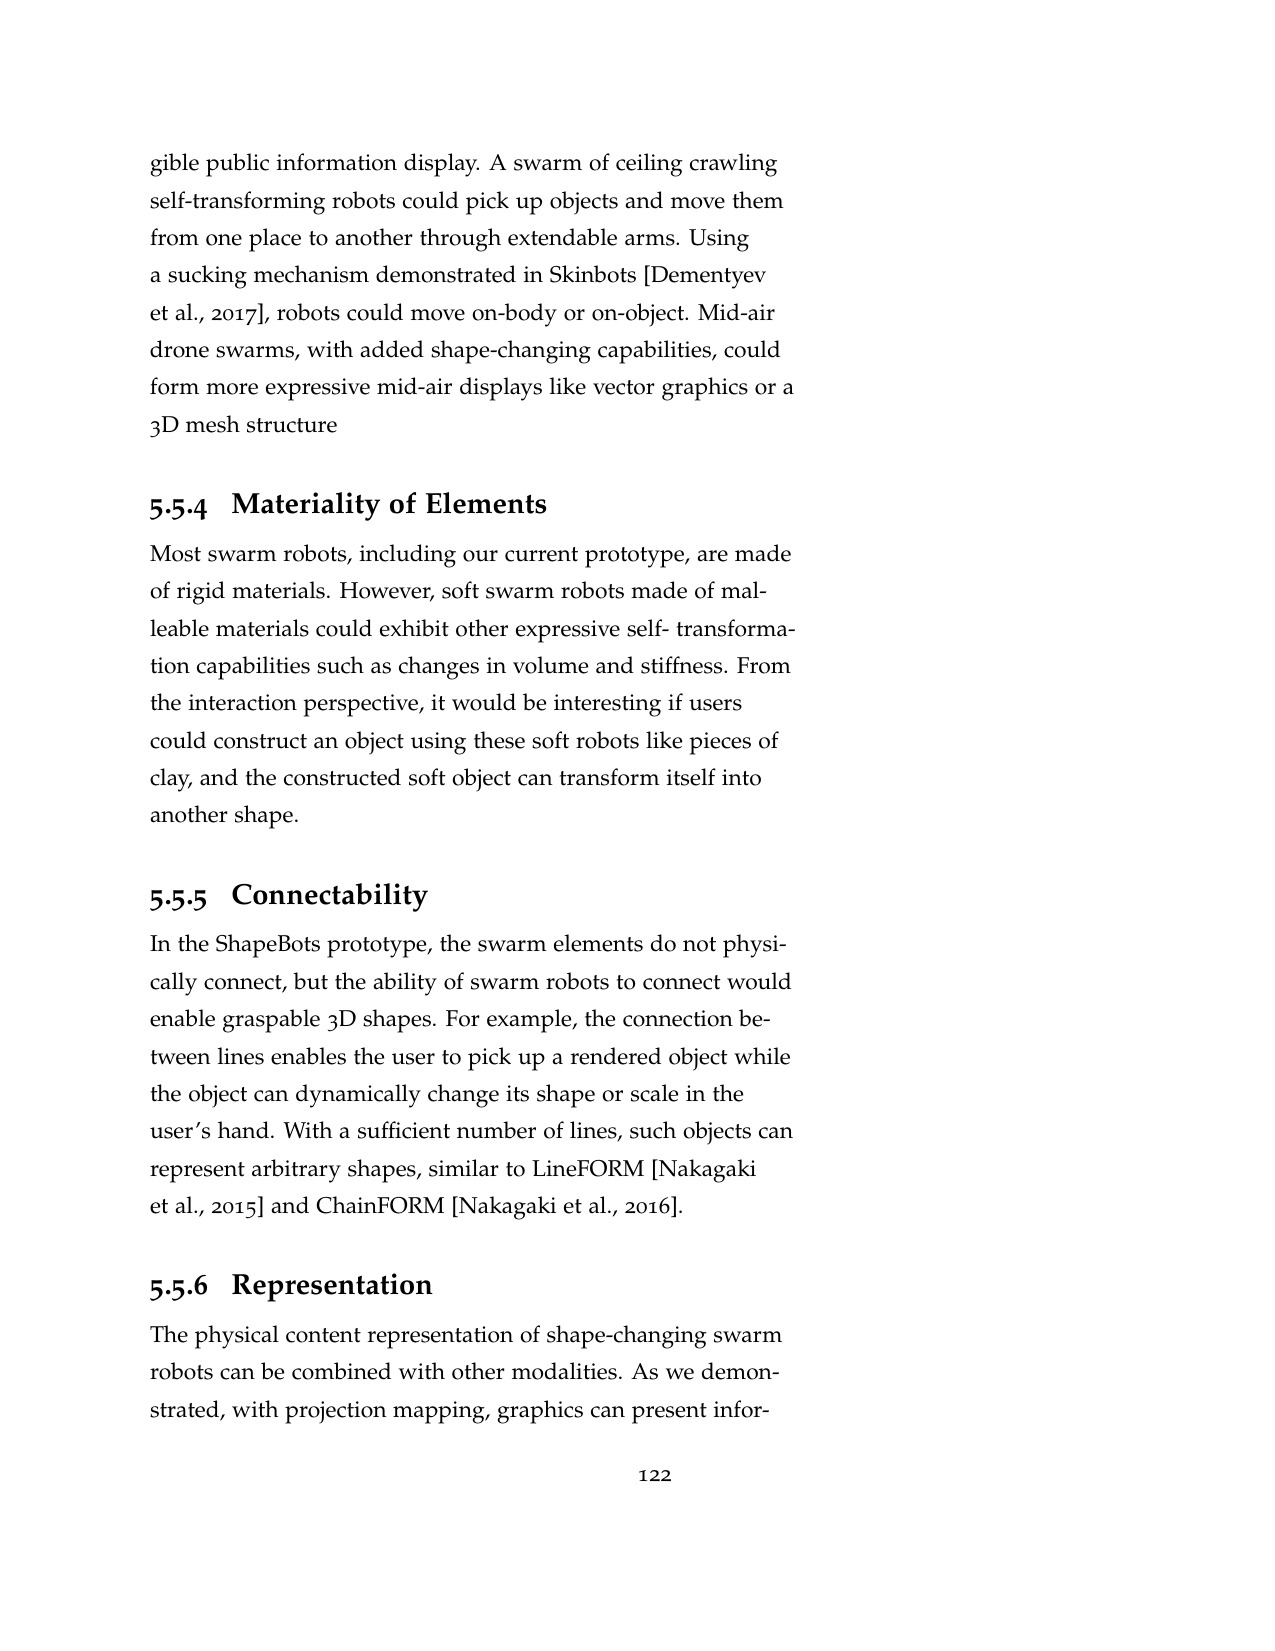 gible public information display. A swarm of ceiling crawling
self-transforming robots could pick up objects and move them
from one place to another through extendable arms. Using
a sucking mechanism demonstrated in Skinbots [Dementyev
et al., 2017], robots could move on-body or on-object. Mid-air
drone swarms, with added shape-changing capabilities, could
form more expressive mid-air displays like vector graphics or a
3D mesh structure
5.5.4 Materiality of Elements
Most swarm robots, including our current prototype, are made
of rigid materials. However, soft swarm robots made of mal-
leable materials could exhibit other expressive self- transforma-
tion capabilities such as changes in volume and stiffness. From
the interaction perspective, it would be interesting if users
could construct an object using these soft robots like pieces of
clay, and the constructed soft object can transform itself into
another shape.
5.5.5 Connectability
In the ShapeBots prototype, the swarm elements do not physi-
cally connect, but the ability of swarm robots to connect would
enable graspable 3D shapes. For example, the connection be-
tween lines enables the user to pick up a rendered object while
the object can dynamically change its shape or scale in the
user's hand. With a sufficient number of lines, such objects can
represent arbitrary shapes, similar to LineFORM [Nakagaki
et al., 2015] and ChainFORM [Nakagaki et al., 2016].
5.5.6 Representation
The physical content representation of shape-changing swarm
robots can be combined with other modalities. As we demon-
strated, with projection mapping, graphics can present infor-
122